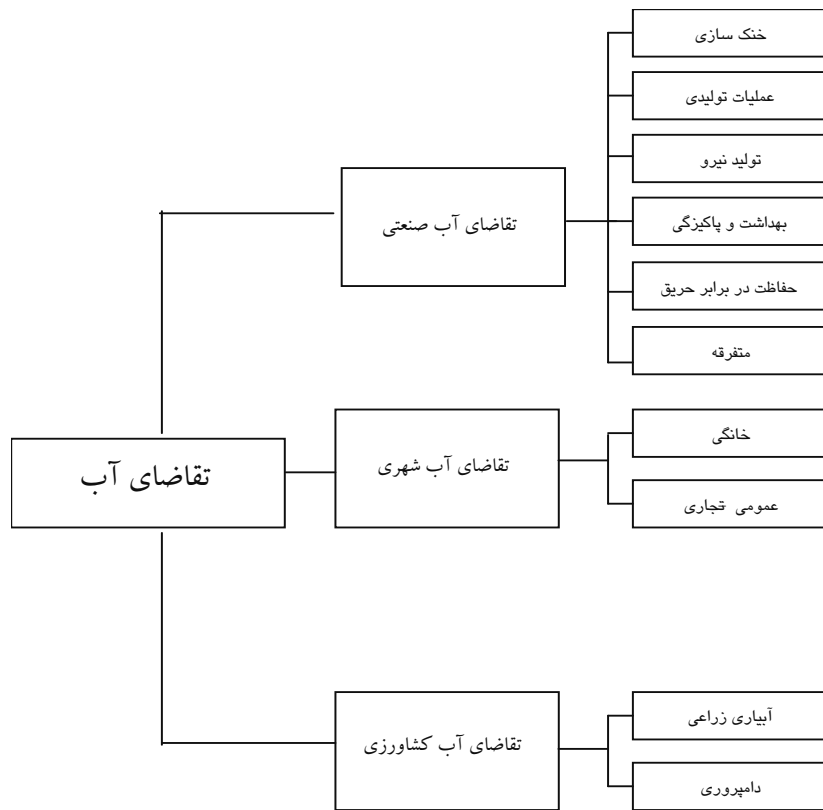 خنک سازی
عملیات تولیدی
تولید نیرو
تقاضای آب صنعتی
بهداشت و پاکیزگی
حفاظت در برابر حریق
متفرقه
تقاضای آب
تقاضای آب شهری
خانگی
عمومی -تجاری
تقاضای آب کشاورزی
آبیاری زراعی
دامپروری